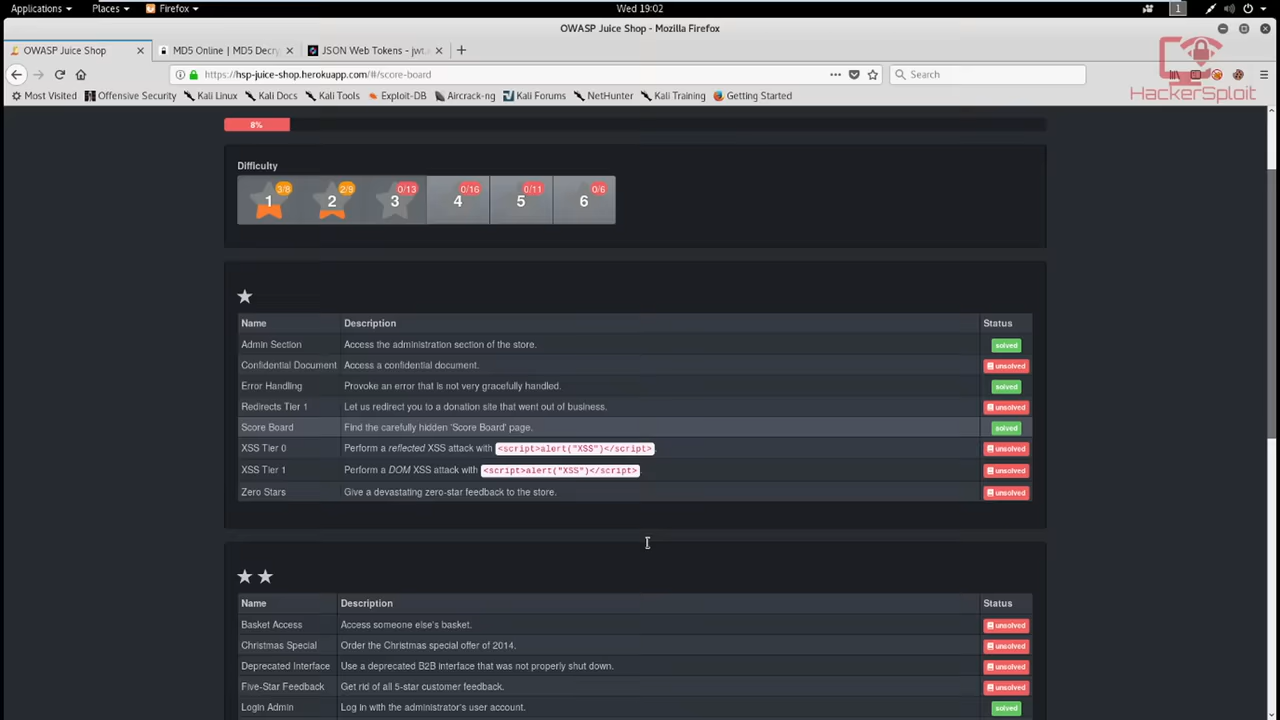 Applications Places Firefox Wed 19:02 1
OWASP Juice Shop - Mozilla Firefox
OWASP Juice Shop MD5 Online | MD5 Decry JSON Web Tokens - jwt.
https://hsp-juice-shop.herokuapp.com/#/score-board Search
HackerSploit
Most Visited Offensive Security Kali Linux Kali Docs Kali Tools Exploit-DB Aircrack-ng Kali Forums NetHunter Kali Training Getting Started
8%
Difficulty
1 3/8 2 2/9 3 0/13 4 0/16 5 0/11 6 0/6
Name Description Status
Admin Section Access the administration section of the store. solved
Confidential Document Access a confidential document. unsolved
Error Handling Provoke an error that is not very gracefully handled. solved
Redirects Tier 1 Let us redirect you to a donation site that went out of business. unsolved
Score Board Find the carefully hidden 'Score Board' page. solved
XSS Tier 0 Perform a reflected XSS attack with <script>alert("XSS")</script> unsolved
XSS Tier 1 Perform a DOM XSS attack with <script>alert("XSS")</script> unsolved
Zero Stars Give a devastating zero-star feedback to the store. unsolved
Name Description Status
Basket Access Access someone else's basket. unsolved
Christmas Special Order the Christmas special offer of 2014. unsolved
Deprecated Interface Use a deprecated B2B interface that was not properly shut down. unsolved
Five-Star Feedback Get rid of all 5-star customer feedback. unsolved
Login Admin Log in with the administrator's user account. solved